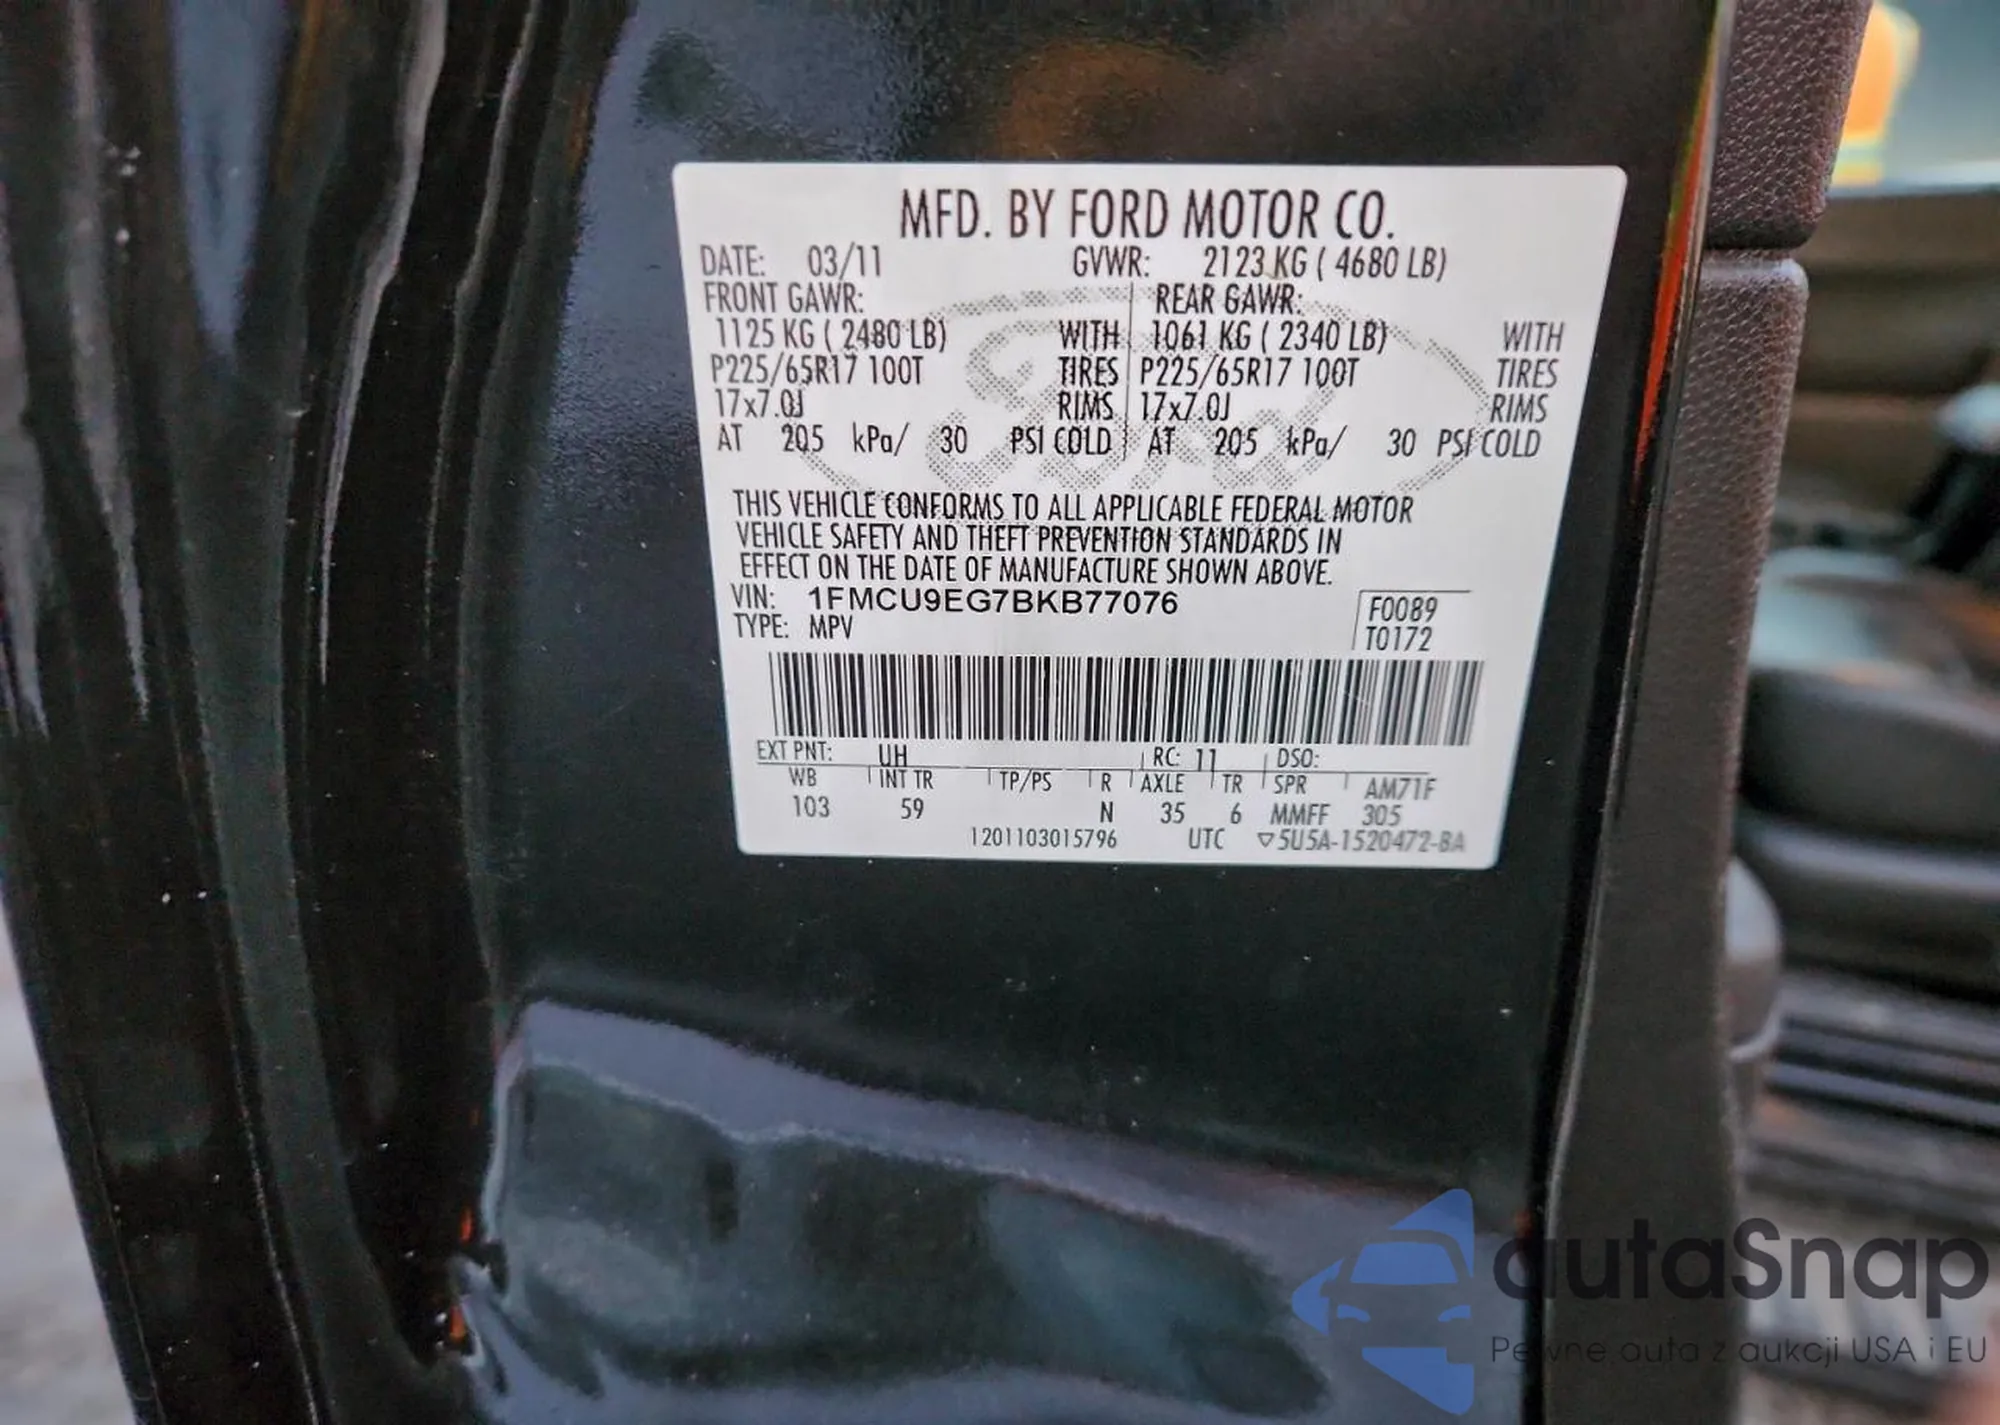 MFD. BY FORD MOTOR CO.
DATE: 03/11 GVWR: 2123 KG ( 4680 LB)
FRONT GAWR: REAR GAWR:
1125 KG ( 2480 LB) WITH 1061 KG ( 2340 LB) WITH
P225/65R17 100T TIRES P225/65R17 100T TIRES
17x7.0J RIMS 17x7.0J RIMS
AT 205 kPa/ 30 PSI COLD AT 205 kPa/ 30 PSI COLD
Ford
THIS VEHICLE CONFORMS TO ALL APPLICABLE FEDERAL MOTOR
VEHICLE SAFETY AND THEFT PREVENTION STANDARDS IN
EFFECT ON THE DATE OF MANUFACTURE SHOWN ABOVE.
VIN: 1FMCU9EG7BKB77076 F0089
TYPE: MPV T0172
EXT PNT: UH RC: 11 DSO:
WB INT TR TP/PS R AXLE TR SPR AM71F
103 59 N 35 6 MMFF 305
1201103015796 UTC ▽5U5A-1520472-BA
autaSnap
Pewne auta z aukcji USA i EU